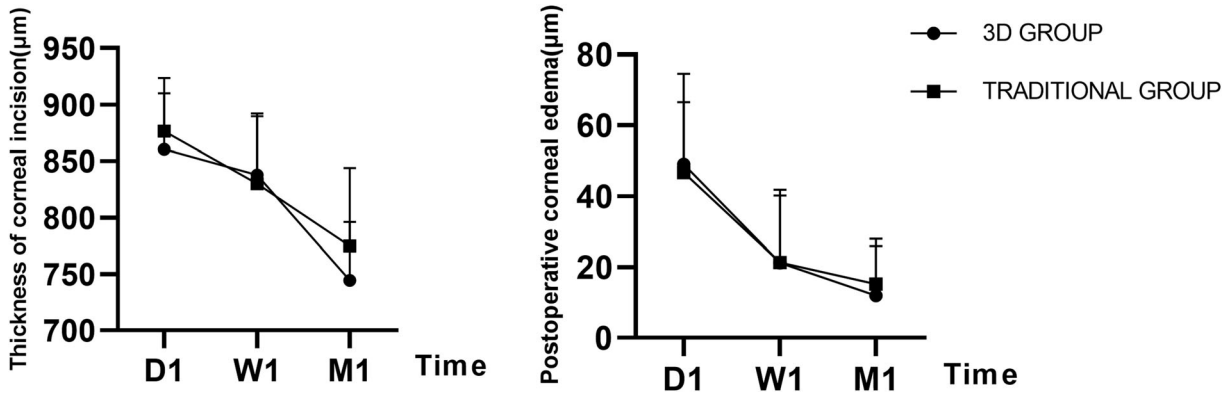 Thickness of corneal incision(μm)
950
900
850
800
750
700
D1 W1 M1 Time
Postoperative corneal edema(μm)
80
60
40
20
0
D1 W1 M1 Time
3D GROUP
TRADITIONAL GROUP